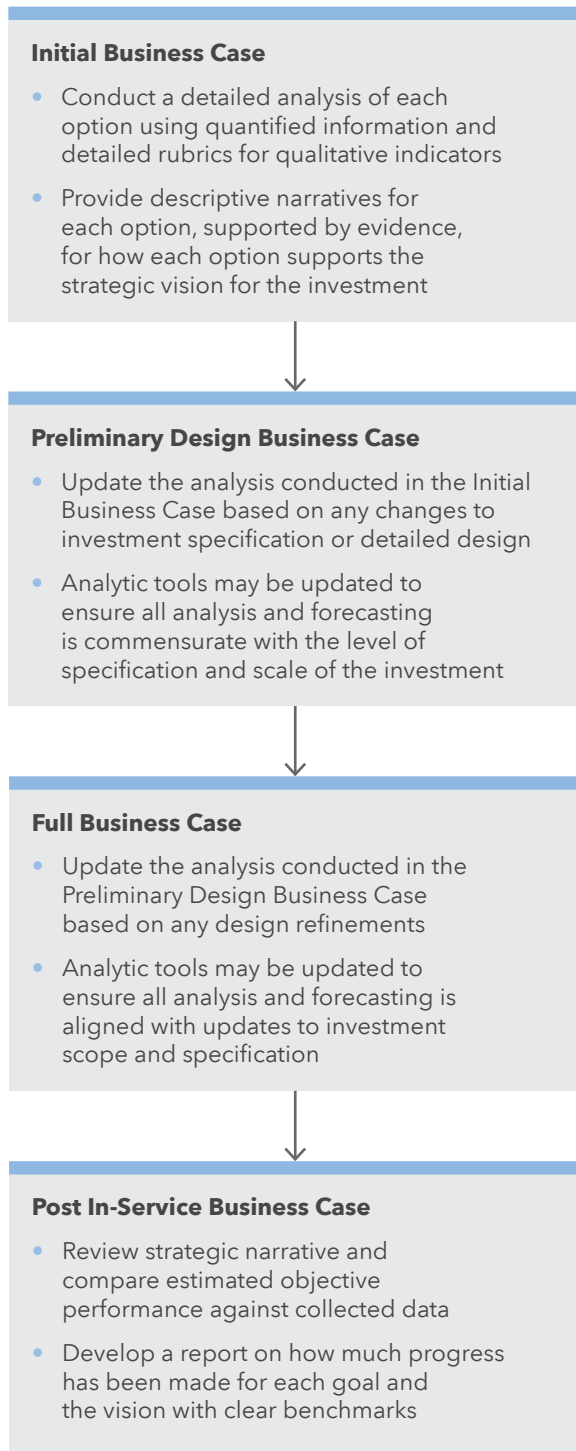 Initial Business Case
• Conduct a detailed analysis of each
option using quantified information and
detailed rubrics for qualitative indicators
• Provide descriptive narratives for
each option, supported by evidence,
for how each option supports the
strategic vision for the investment
Preliminary Design Business Case
• Update the analysis conducted in the Initial
Business Case based on any changes to
investment specification or detailed design
• Analytic tools may be updated to
ensure all analysis and forecasting
is commensurate with the level of
specification and scale of the investment
Full Business Case
• Update the analysis conducted in the
Preliminary Design Business Case
based on any design refinements
• Analytic tools may be updated to
ensure all analysis and forecasting is
aligned with updates to investment
scope and specification
Post In-Service Business Case
• Review strategic narrative and
compare estimated objective
performance against collected data
• Develop a report on how much progress
has been made for each goal and
the vision with clear benchmarks